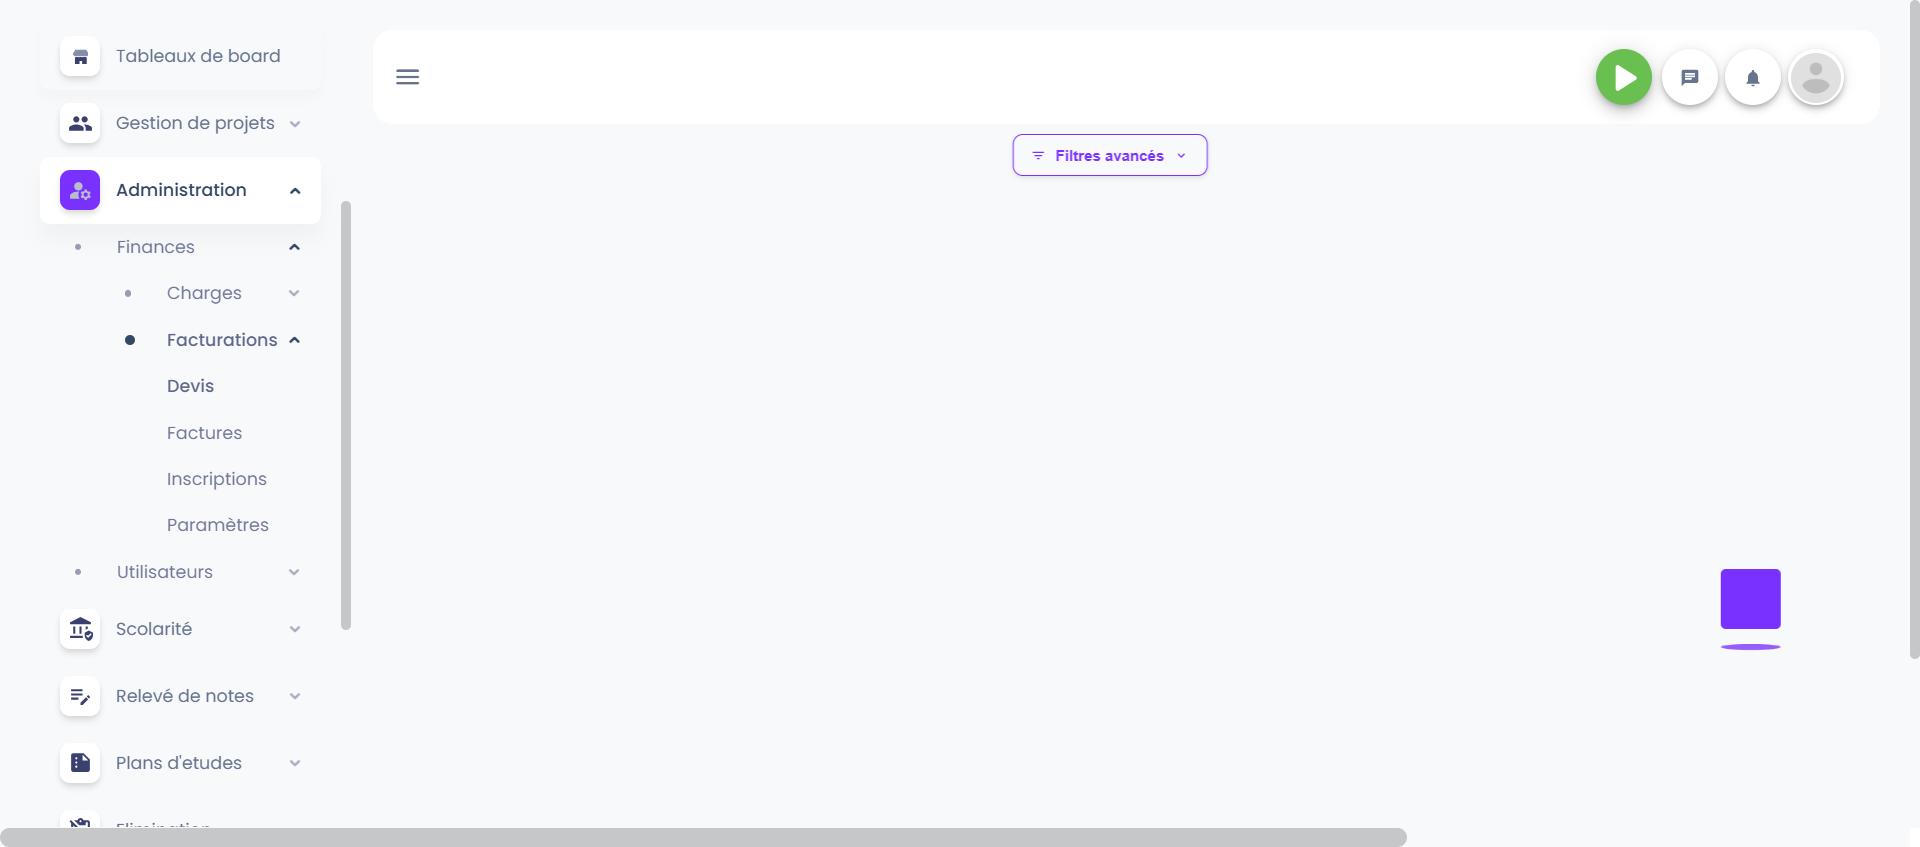 Tableaux de board
Gestion de projets
Administration
Finances
Charges
Facturations
Devis
Factures
Inscriptions
Paramètres
Utilisateurs
Scolarité
Relevé de notes
Plans d'etudes
Filtres avancés